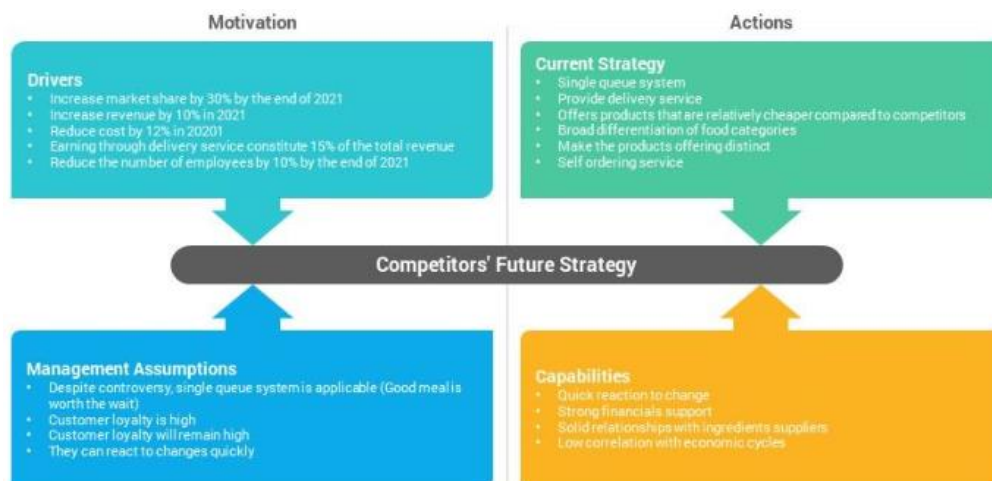 Motivation
Actions
Drivers
• Increase market share by 30% by the end of 2021
• Increase revenue by 10% in 2021
• Reduce cost by 12% in 20201
• Earning through delivery service constitute 15% of the total revenue
• Reduce the number of employees by 10% by the end of 2021
Current Strategy
• Single queue system
• Provide delivery service
• Offers products that are relatively cheaper compared to competitors
• Broad differentiation of food categories
• Make the products offering distinct
• Self ordering service
Competitors' Future Strategy
Management Assumptions
• Despite controversy, single queue system is applicable (Good meal is
worth the wait)
• Customer loyalty is high
• Customer loyalty will remain high
• They can react to changes quickly
Capabilities
• Quick reaction to change
• Strong financials support
• Solid relationships with ingredients suppliers
• Low correlation with economic cycles